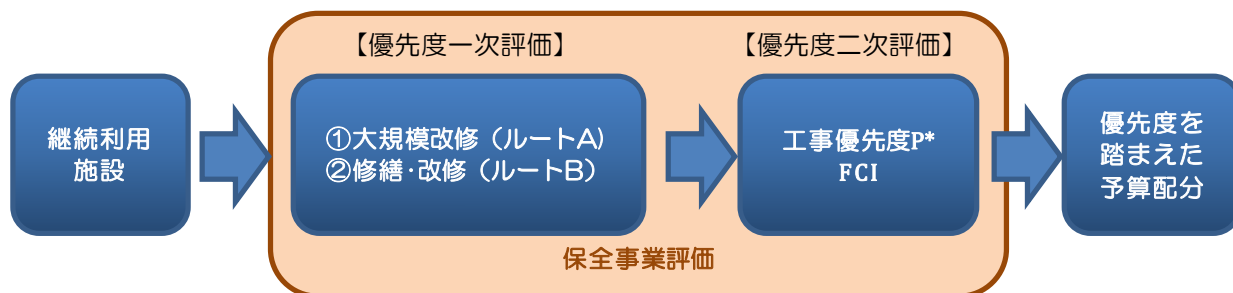 【優先度一次評価】
【優先度二次評価】
継続利用
施設
①大規模改修（ルートA)
②修繕・改修（ルートB）
工事優先度P*
FCI
優先度を
踏まえた
予算配分
保全事業評価